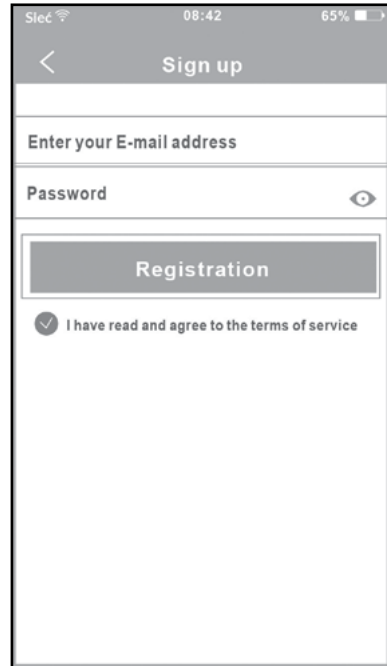 Sleć 08:42 65%
Sign up
Enter your E-mail address
Password
Registration
I have read and agree to the terms of service